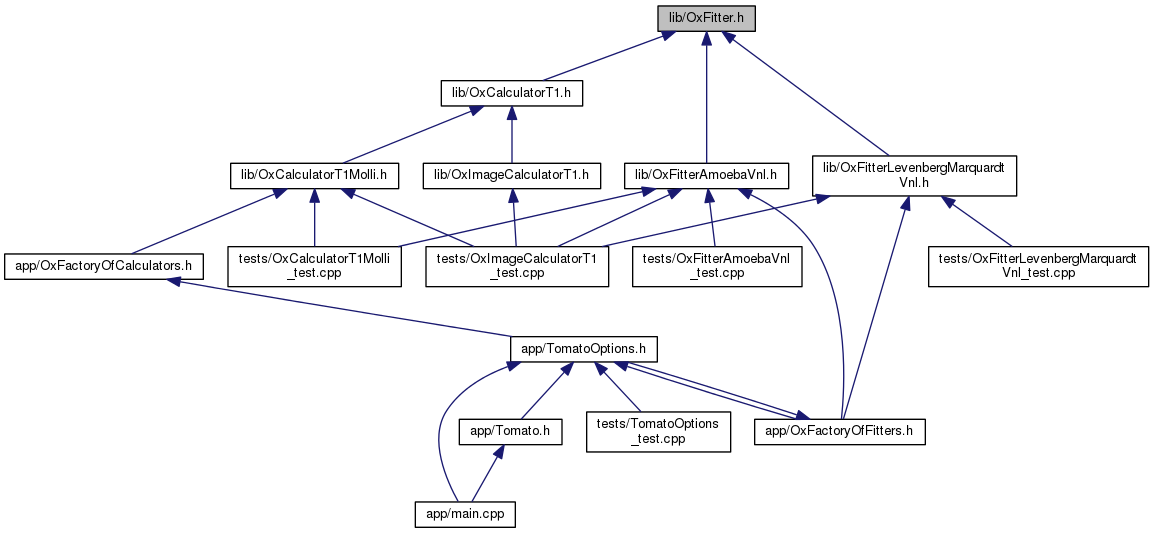 lib/OxFitter.h
lib/OxCalculatorT1.h
lib/OxCalculatorT1Molli.h
lib/OxImageCalculatorT1.h
lib/OxFitterAmoebaVnl.h
lib/OxFitterLevenbergMarquardt
Vnl.h
app/OxFactoryOfCalculators.h
tests/OxCalculatorT1Molli
_test.cpp
tests/OxImageCalculatorT1
_test.cpp
tests/OxFitterAmoebaVnl
_test.cpp
tests/OxFitterLevenbergMarquardt
Vnl_test.cpp
app/TomatoOptions.h
app/Tomato.h
tests/TomatoOptions
_test.cpp
app/OxFactoryOfFitters.h
app/main.cpp